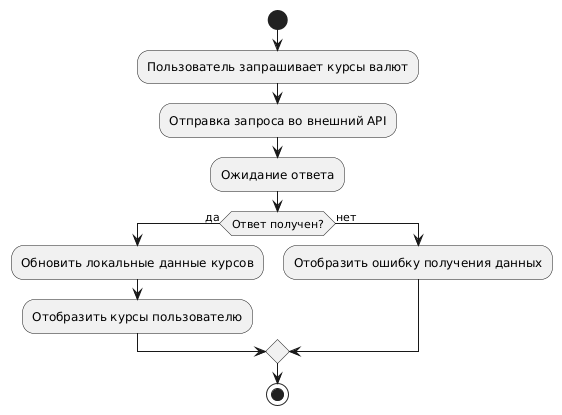 Пользователь запрашивает курсы валют
Отправка запроса во внешний API
Ожидание ответа
Ответ получен?
да
нет
Обновить локальные данные курсов
Отобразить ошибку получения данных
Отобразить курсы пользователю